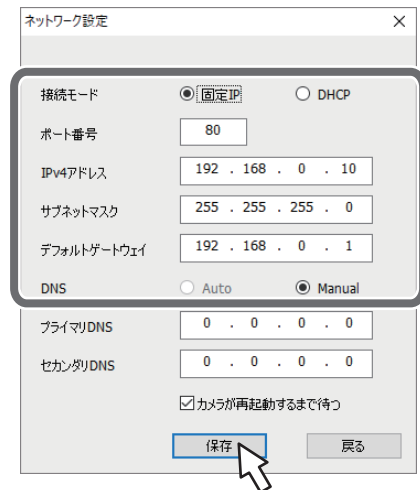 ネットワーク設定
接続モード 固定IP DHCP
ポート番号 80
IPv4アドレス 192 . 168 . 0 . 10
サブネットマスク 255 . 255 . 255 . 0
デフォルトゲートウェイ 192 . 168 . 0 . 1
DNS Auto Manual
プライマリDNS 0 . 0 . 0 . 0
セカンダリDNS 0 . 0 . 0 . 0
カメラが再起動するまで待つ
保存 戻る